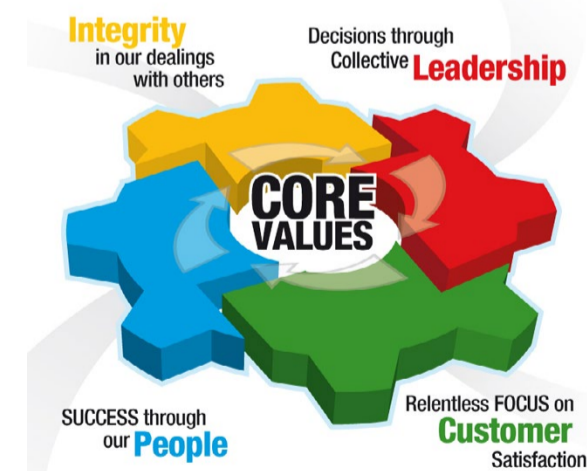 Integrity
in our dealings
with others
Decisions through
Collective Leadership
CORE
VALUES
SUCCESS through
our People
Relentless FOCUS on
Customer
Satisfaction